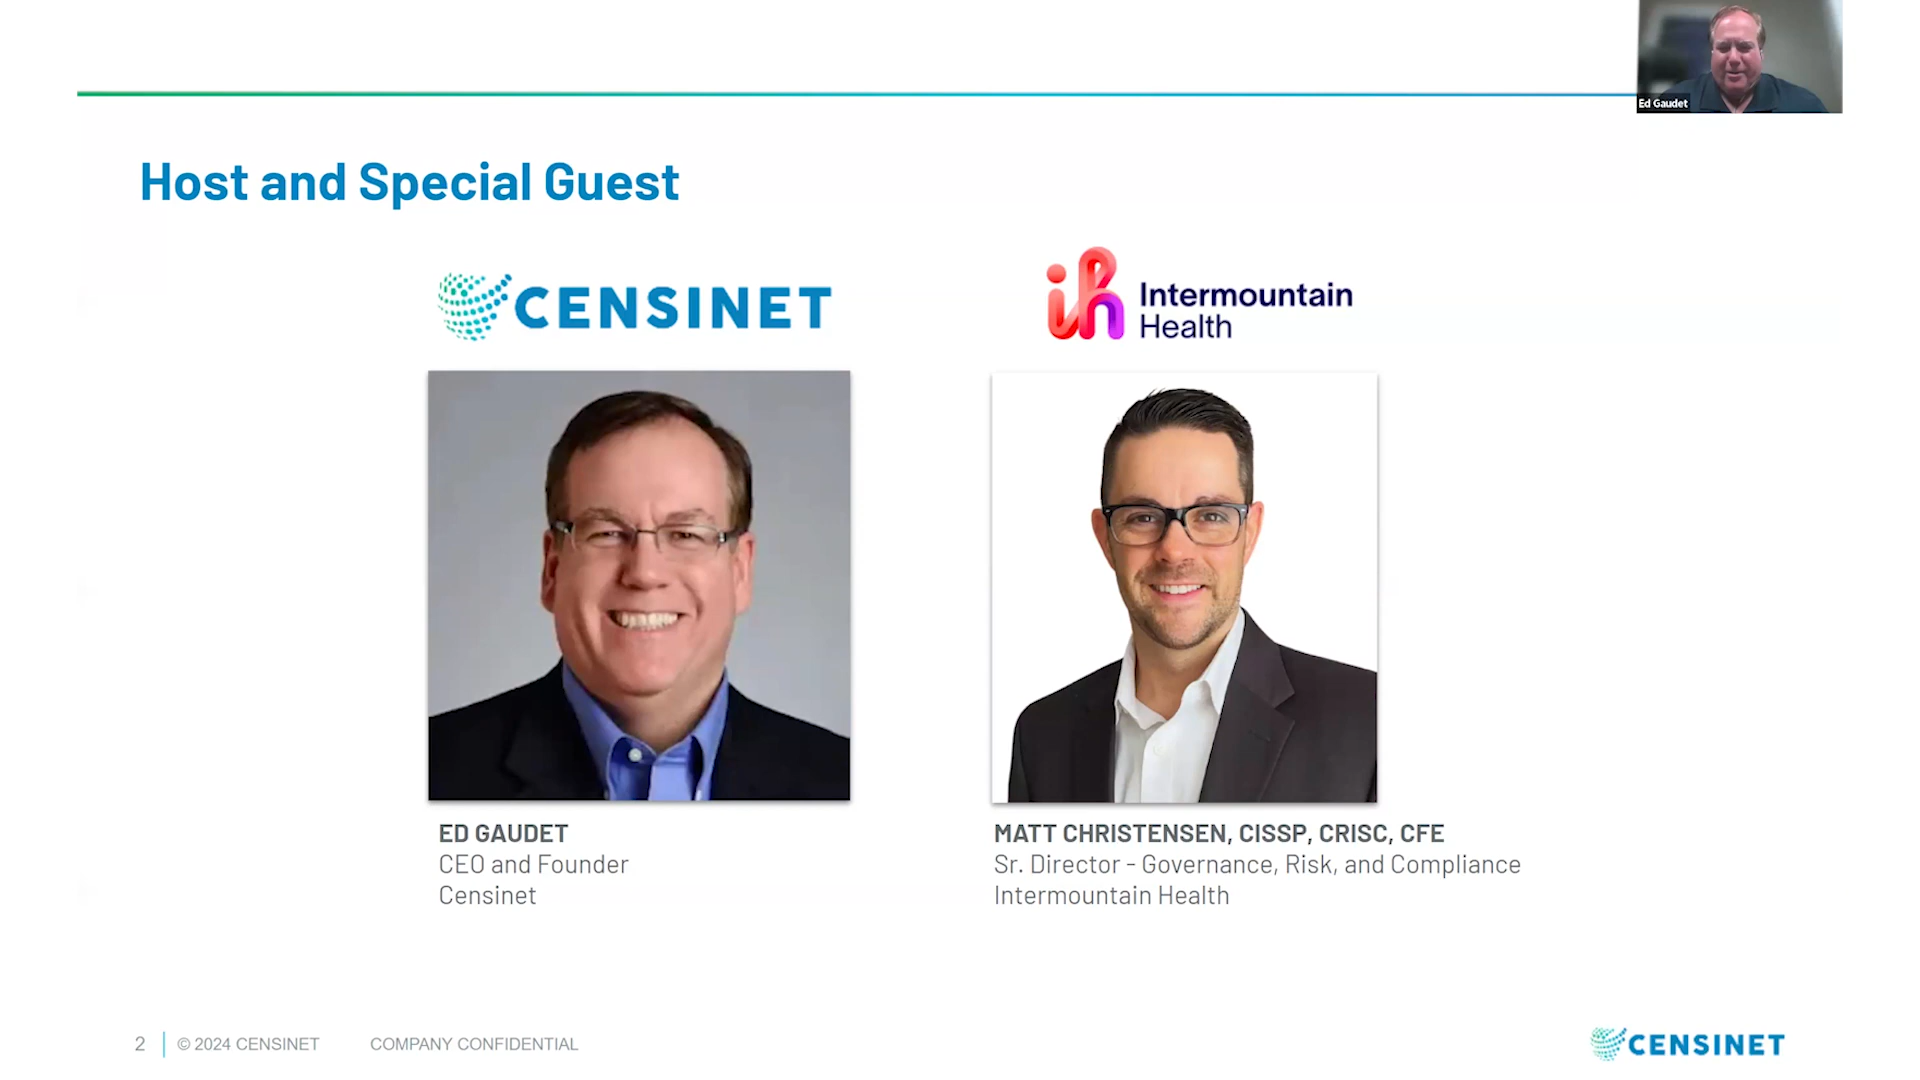 Ed Gaudet
Host and Special Guest
CENSINET
Intermountain
Health
ED GAUDET
CEO and Founder
Censinet
MATT CHRISTENSEN, CISSP, CRISC, CFE
Sr. Director - Governance, Risk, and Compliance
Intermountain Health
2
© 2024 CENSINET
COMPANY CONFIDENTIAL
CENSINET